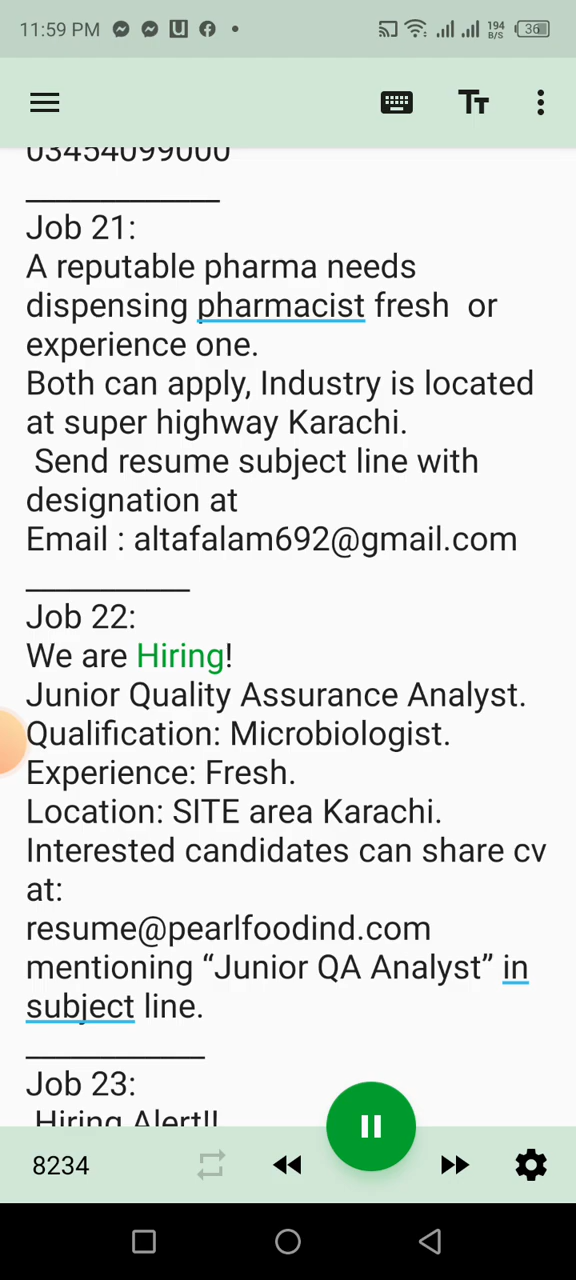 11:59 PM
194
B/S
36
TT
03454099000
Job 21:
A reputable pharma needs
dispensing pharmacist fresh  or
experience one.
Both can apply, Industry is located
at super highway Karachi.
Send resume subject line with
designation at
Email : altafalam692@gmail.com
Job 22:
We are Hiring!
Junior Quality Assurance Analyst.
Qualification: Microbiologist.
Experience: Fresh.
Location: SITE area Karachi.
Interested candidates can share cv
at:
resume@pearlfoodind.com
mentioning “Junior QA Analyst” in
subject line.
Job 23:
Hiring Alert!!
8234